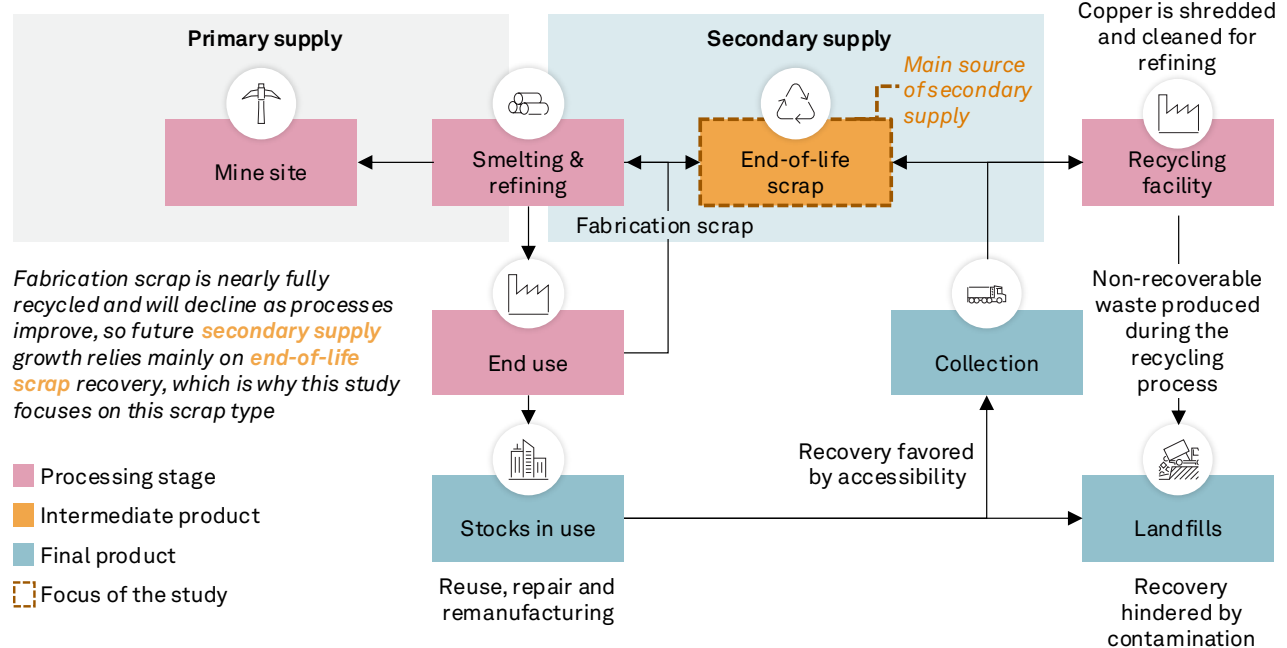 Primary supply
Secondary supply
Copper is shredded
and cleaned for
refining
Main source
of secondary
supply
Mine site
Smelting &
refining
End-of-life
scrap
Recycling
facility
Fabrication scrap
Fabrication scrap is nearly fully
recycled and will decline as processes
improve, so future secondary supply
growth relies mainly on end-of-life
scrap recovery, which is why this study
focuses on this scrap type
End use
Collection
Non-recoverable
waste produced
during the
recycling
process
Processing stage
Intermediate product
Final product
Focus of the study
Recovery favored
by accessibility
Stocks in use
Landfills
Reuse, repair and
remanufacturing
Recovery
hindered by
contamination